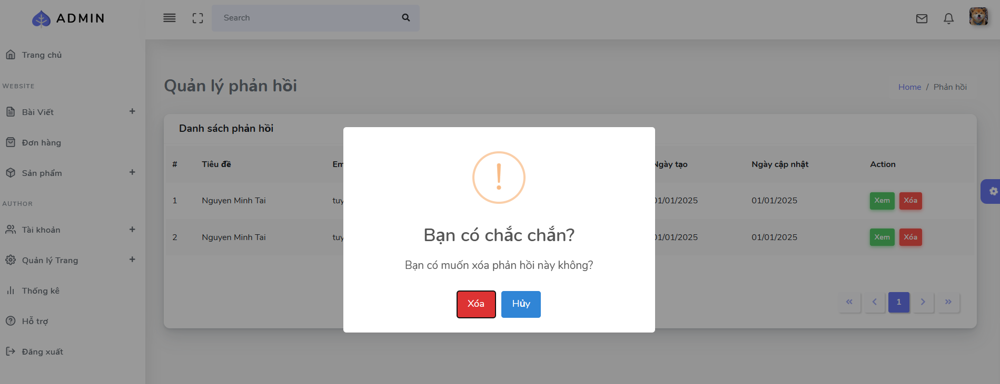 ADMIN
Search
Trang chủ
WEBSITE
Bài Viết
Đơn hàng
Sản phẩm
AUTHOR
Tài khoản
Quản lý Trang
Thống kê
Hỗ trợ
Đăng xuất
Quản lý phản hồi
Home / Phản hồi
Danh sách phản hồi
# Tiêu đề Em Ngày tạo Ngày cập nhật Action
1 Nguyen Minh Tai tuy 01/01/2025 01/01/2025 Xem Xóa
2 Nguyen Minh Tai tuy 01/01/2025 01/01/2025 Xem Xóa
« ‹ 1 › »
!
Bạn có chắc chắn?
Bạn có muốn xóa phản hồi này không?
Xóa Hủy